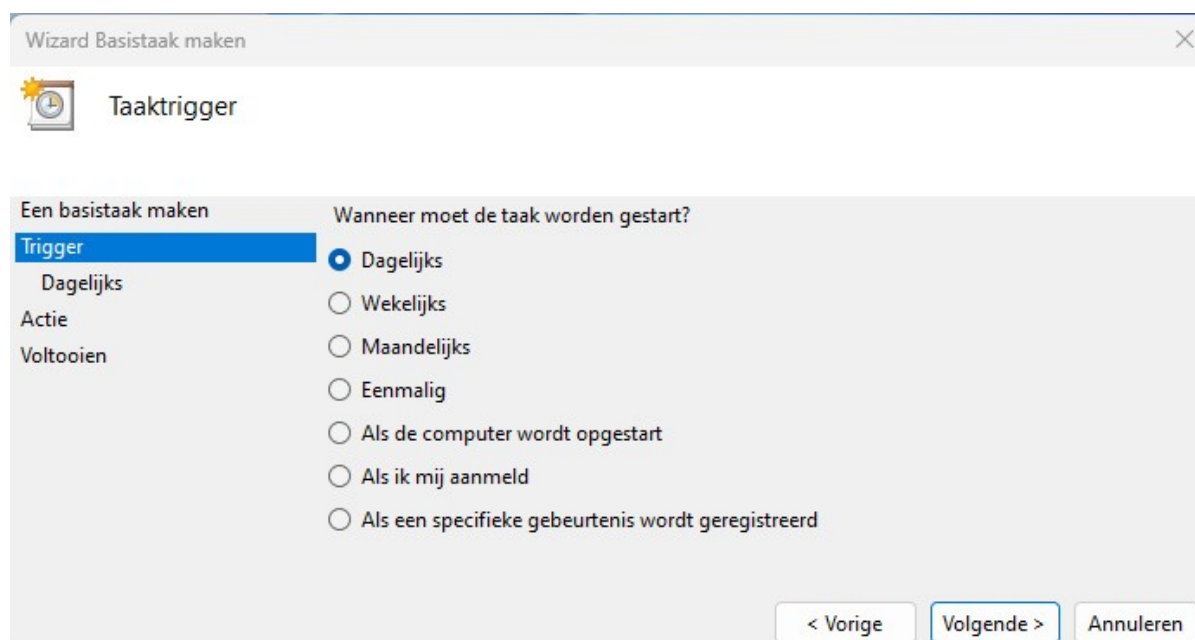 Wizard Basistaak maken
Taaktrigger
Een basistaak maken
Trigger
Dagelijks
Actie
Voltooien
Wanneer moet de taak worden gestart?
Dagelijks
Wekelijks
Maandelijks
Eenmalig
Als de computer wordt opgestart
Als ik mij aanmeld
Als een specifieke gebeurtenis wordt geregistreerd
< Vorige
Volgende >
Annuleren